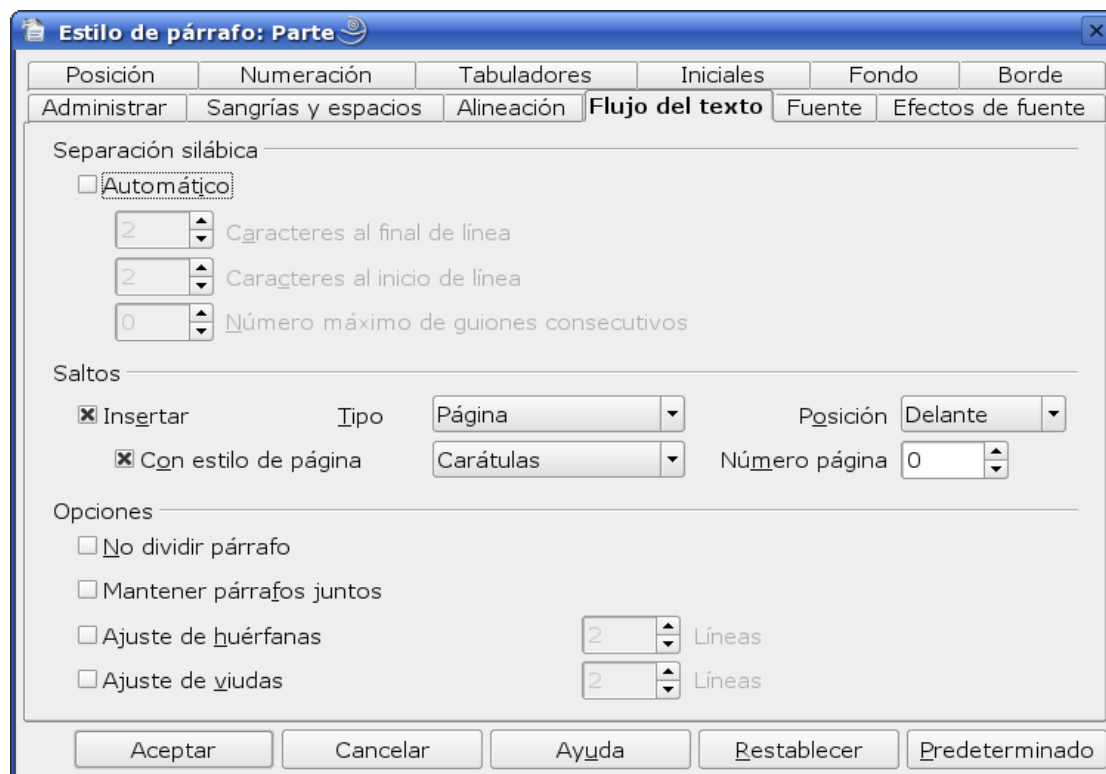 Estilo de párrafo: Parte
Posición Numeración Tabuladores Iniciales Fondo Borde
Administrar Sangrías y espacios Alineación Flujo del texto Fuente Efectos de fuente
Separación silábica
Automático
2 Caracteres al final de línea
2 Caracteres al inicio de línea
0 Número máximo de guiones consecutivos
Saltos
Insertar Tipo Página Posición Delante
Con estilo de página Carátulas Número página 0
Opciones
No dividir párrafo
Mantener párrafos juntos
Ajuste de huérfanas 2 Líneas
Ajuste de viudas 2 Líneas
Aceptar Cancelar Ayuda Restablecer Predeterminado